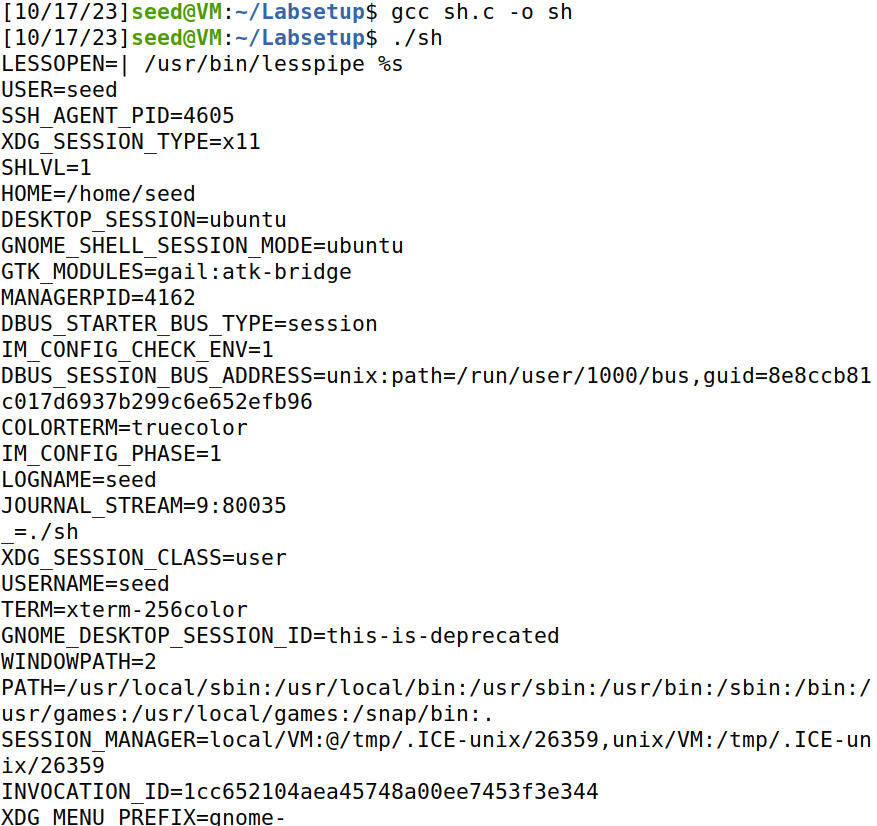 [10/17/23]seed@VM:~/Labsetup$ gcc sh.c -o sh
[10/17/23]seed@VM:~/Labsetup$ ./sh
LESSOPEN=| /usr/bin/lesspipe %s
USER=seed
SSH_AGENT_PID=4605
XDG_SESSION_TYPE=x11
SHLVL=1
HOME=/home/seed
DESKTOP_SESSION=ubuntu
GNOME_SHELL_SESSION_MODE=ubuntu
GTK_MODULES=gail:atk-bridge
MANAGERPID=4162
DBUS_STARTER_BUS_TYPE=session
IM_CONFIG_CHECK_ENV=1
DBUS_SESSION_BUS_ADDRESS=unix:path=/run/user/1000/bus,guid=8e8ccb81
c017d6937b299c6e652efb96
COLORTERM=truecolor
IM_CONFIG_PHASE=1
LOGNAME=seed
JOURNAL_STREAM=9:80035
_=./sh
XDG_SESSION_CLASS=user
USERNAME=seed
TERM=xterm-256color
GNOME_DESKTOP_SESSION_ID=this-is-deprecated
WINDOWPATH=2
PATH=/usr/local/sbin:/usr/local/bin:/usr/sbin:/usr/bin:/sbin:/bin:/
usr/games:/usr/local/games:/snap/bin:.
SESSION_MANAGER=local/VM:@/tmp/.ICE-unix/26359,unix/VM:/tmp/.ICE-un
ix/26359
INVOCATION_ID=1cc652104aea45748a00ee7453f3e344
XDG_MENU_PREFIX=gnome-